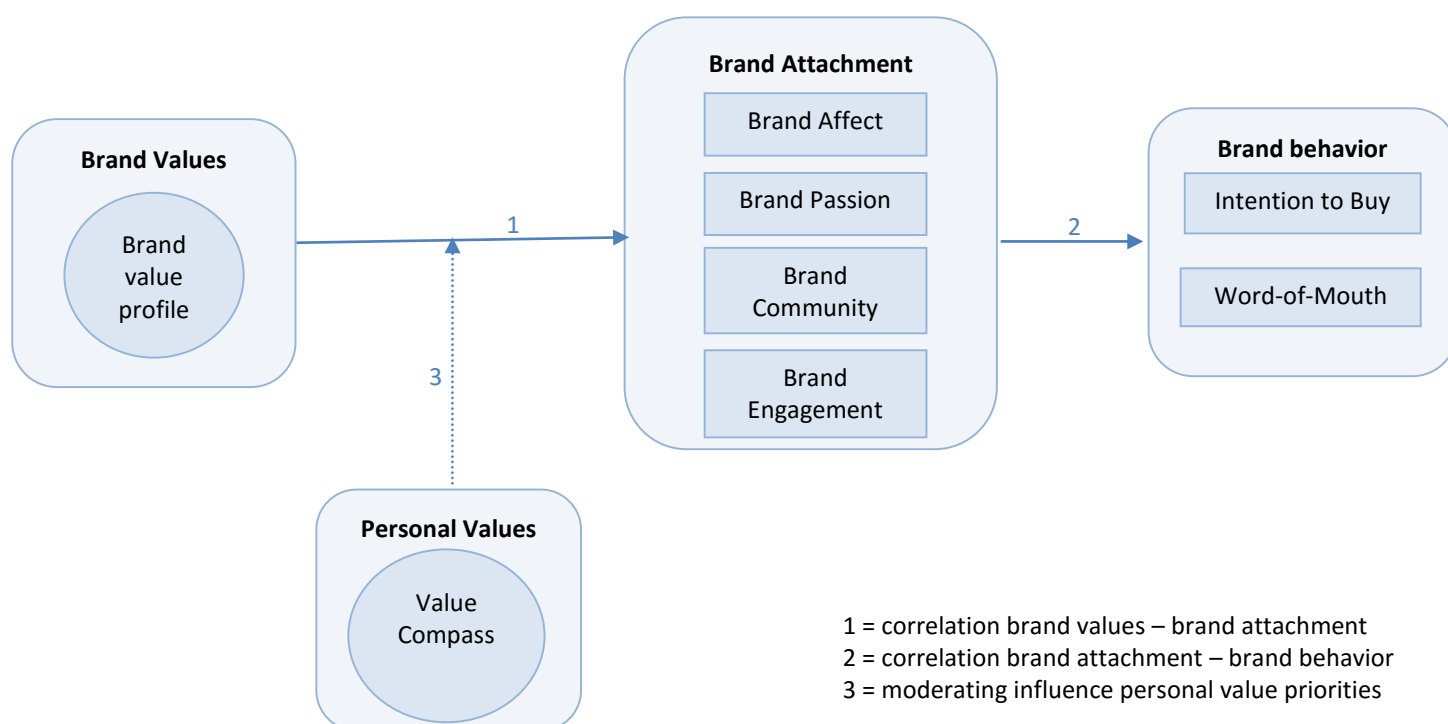 Brand Values
Brand
value
profile
1
Brand Attachment
Brand Affect
Brand Passion
Brand
Community
Brand
Engagement
2
Brand behavior
Intention to Buy
Word-of-Mouth
3
Personal Values
Value
Compass
1 = correlation brand values – brand attachment
2 = correlation brand attachment – brand behavior
3 = moderating influence personal value priorities